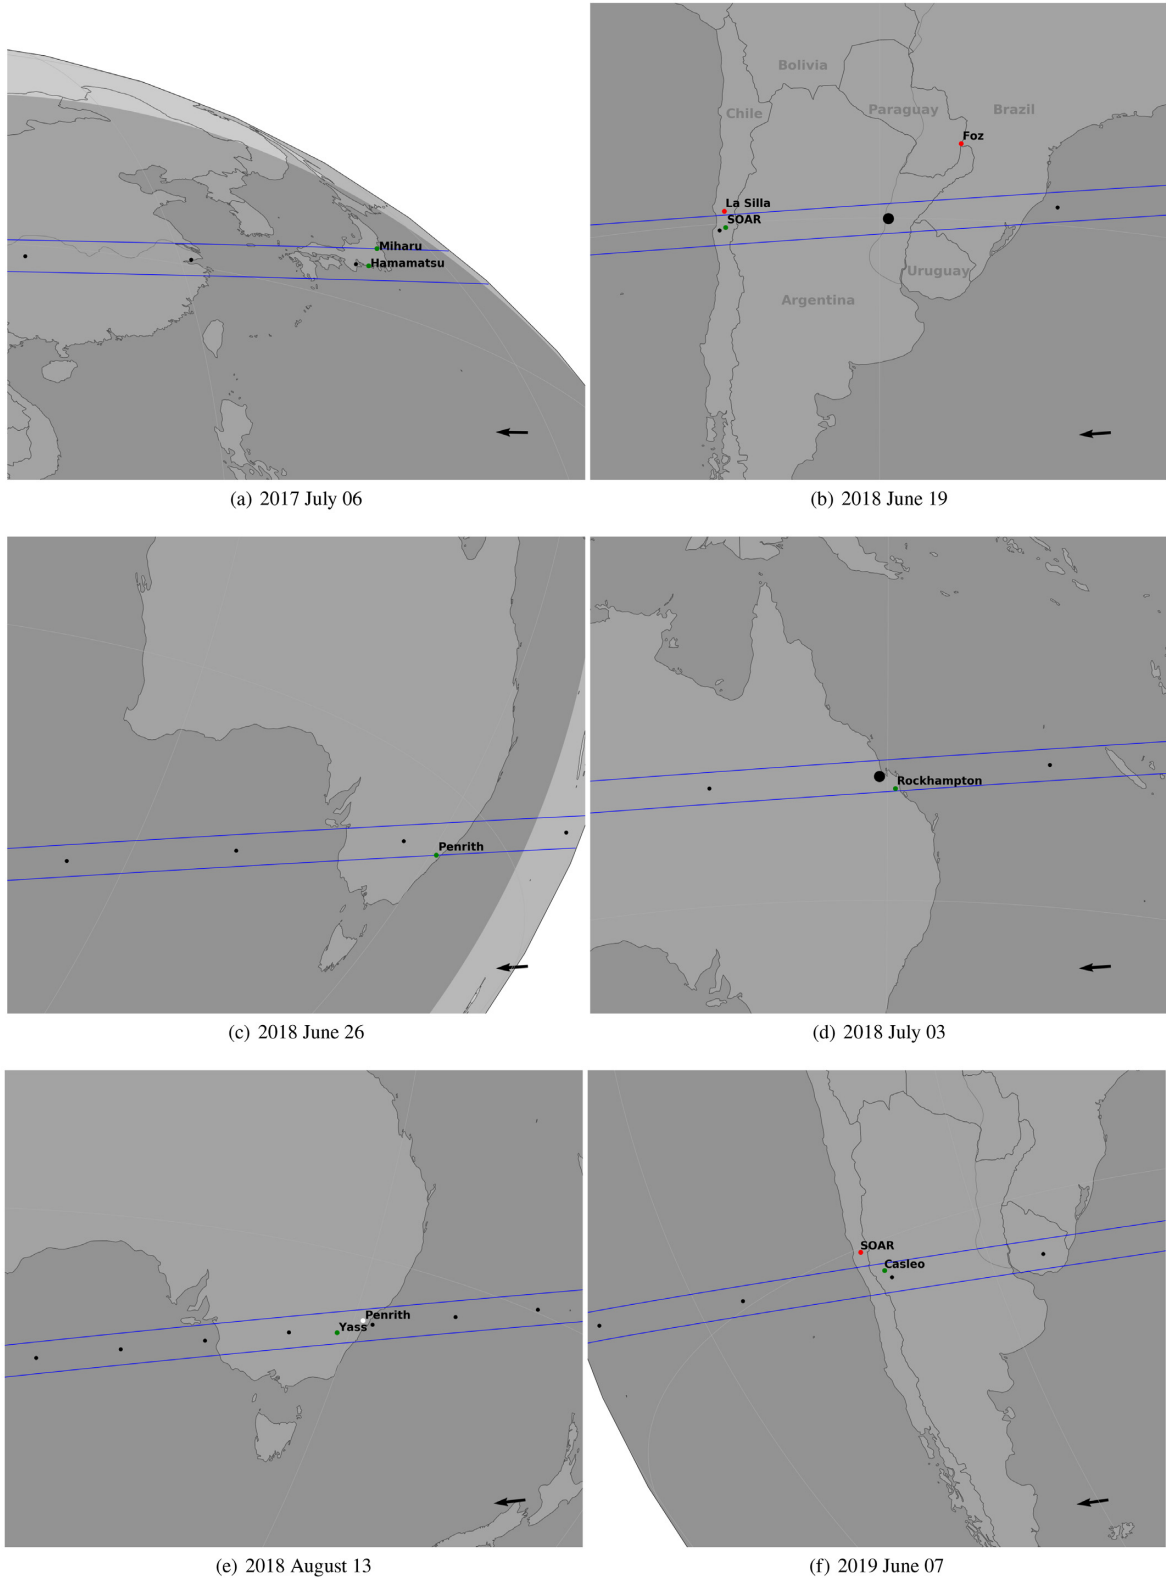 Miharu
Hamamatsu
(a) 2017 July 06
Bolivia
Chile
Paraguay
Brazil
Foz
La Silla
SOAR
Uruguay
Argentina
(b) 2018 June 19
Penrith
(c) 2018 June 26
Rockhampton
(d) 2018 July 03
Penrith
Yass
(e) 2018 August 13
SOAR
Casleo
(f) 2019 June 07